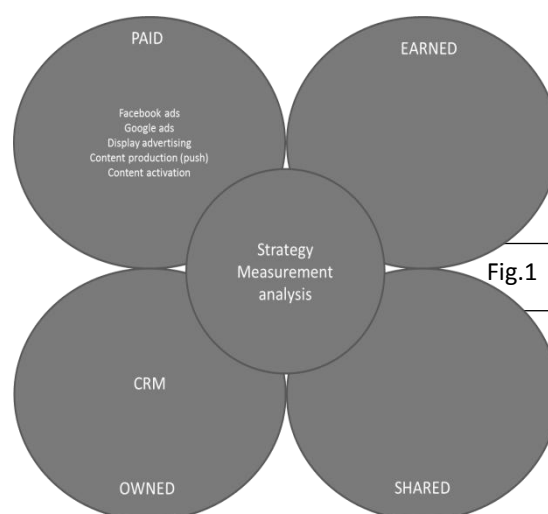 PAID
EARNED
Facebook ads
Google ads
Display advertising
Content production (push)
Content activation
Strategy
Measurement
analysis
Fig.1
CRM
OWNED
SHARED